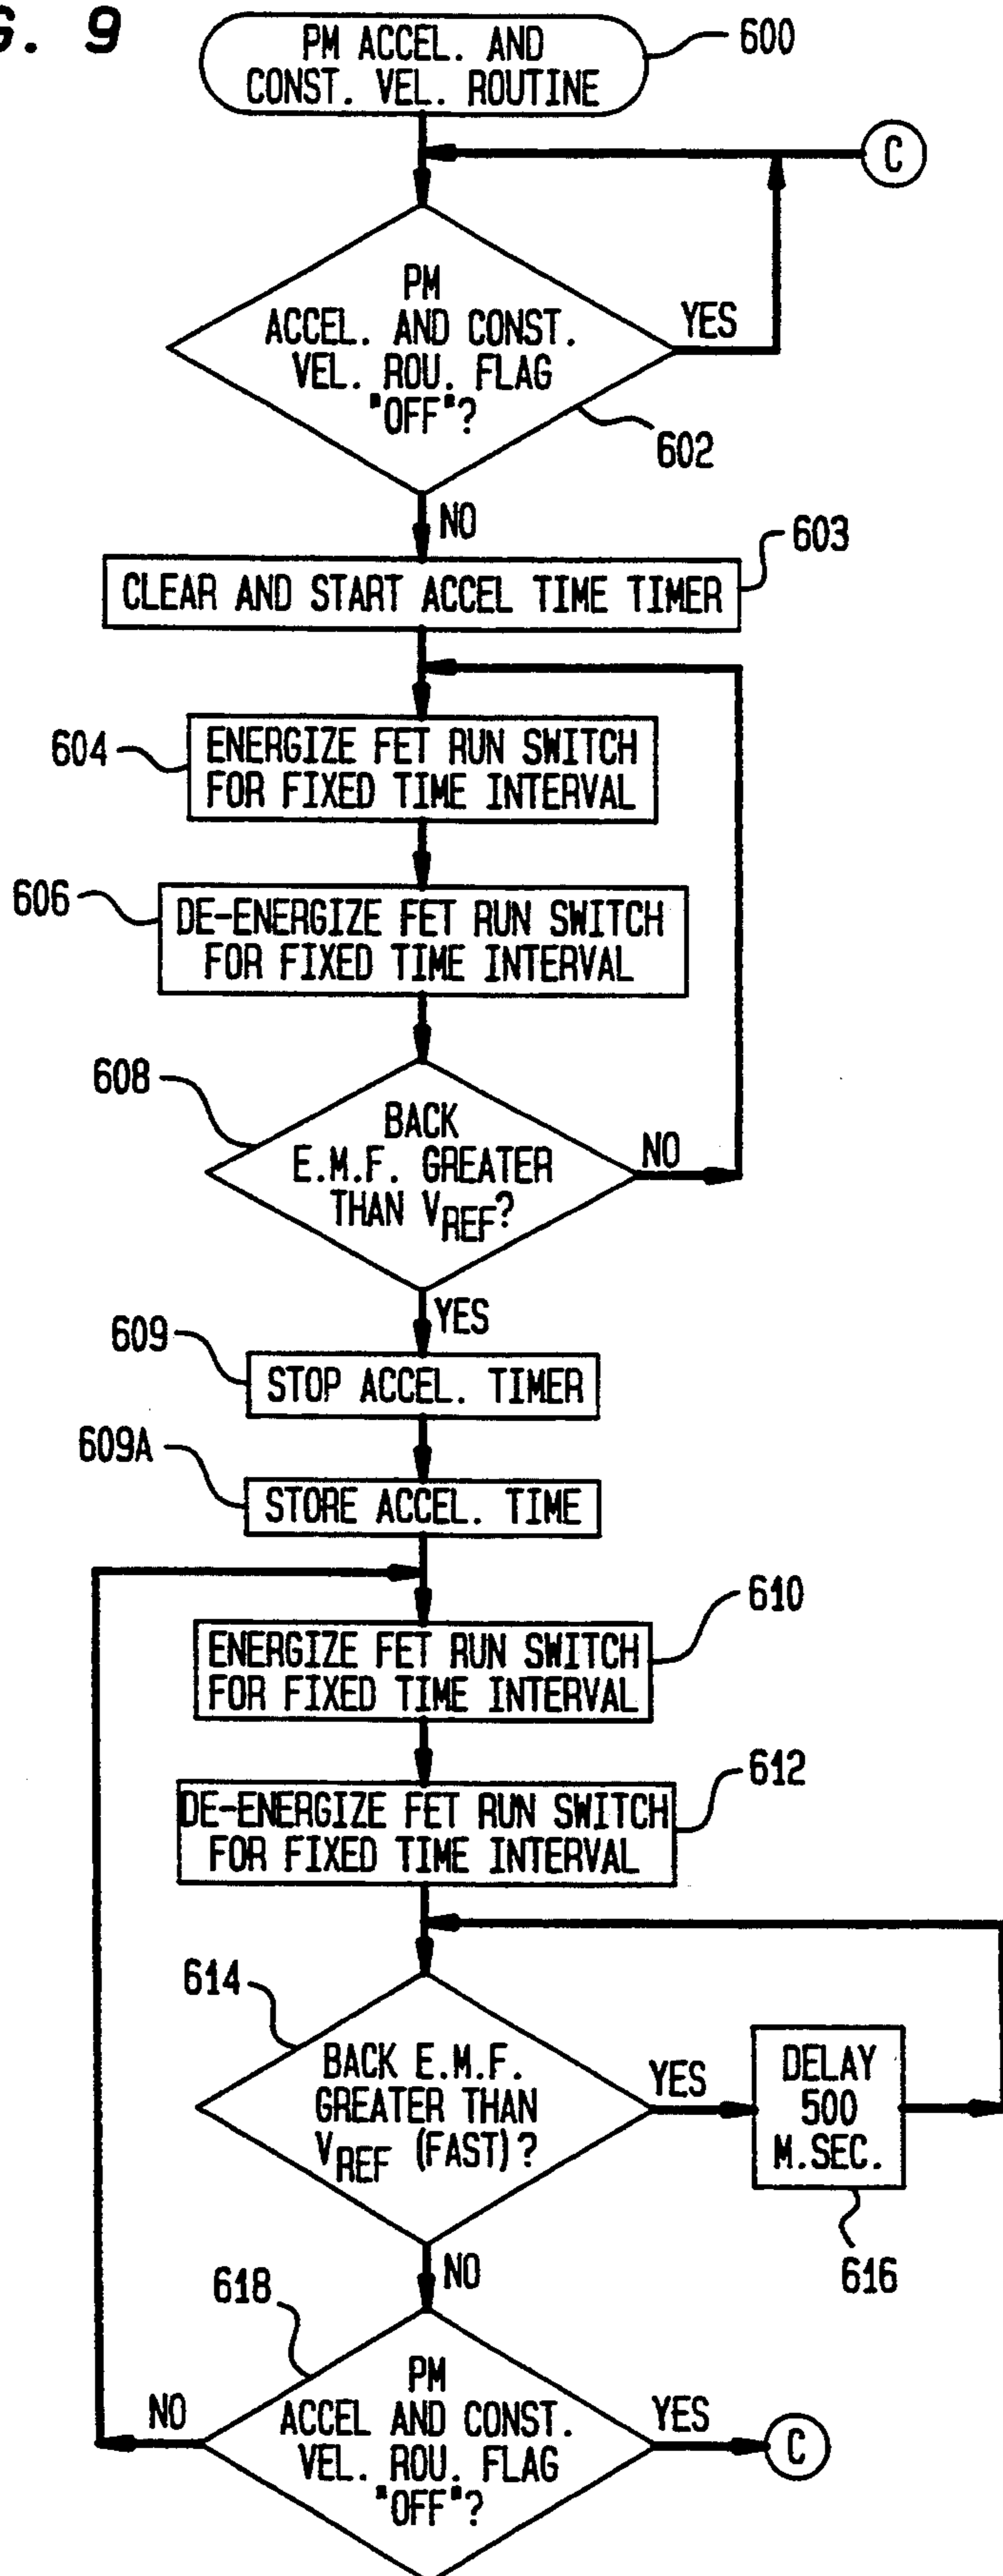 G. 9
PM ACCEL. AND
CONST. VEL. ROUTINE
600
C
PM
ACCEL. AND CONST.
VEL. ROU. FLAG
"OFF"?
YES
602
NO
603
CLEAR AND START ACCEL TIME TIMER
604
ENERGIZE FET RUN SWITCH
FOR FIXED TIME INTERVAL
606
DE-ENERGIZE FET RUN SWITCH
FOR FIXED TIME INTERVAL
608
BACK
E.M.F. GREATER
THAN VREF?
NO
YES
609
STOP ACCEL. TIMER
609A
STORE ACCEL. TIME
610
ENERGIZE FET RUN SWITCH
FOR FIXED TIME INTERVAL
612
DE-ENERGIZE FET RUN SWITCH
FOR FIXED TIME INTERVAL
614
BACK E.M.F.
GREATER THAN
VREF (FAST)?
YES
DELAY
500
M.SEC.
616
NO
618
PM
ACCEL AND CONST.
VEL. ROU. FLAG
"OFF"?
NO
YES
C